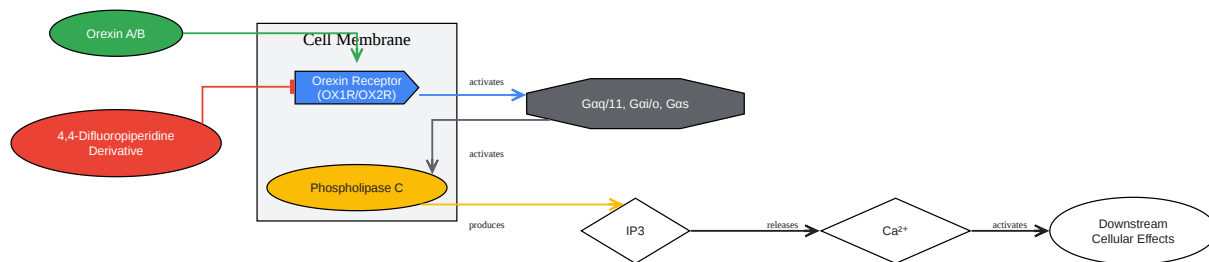 Orexin A/B
Cell Membrane
Orexin Receptor
(OX1R/OX2R)
activates
Gαq/11, Gαi/o, Gαs
4,4-Difluoropiperidine
Derivative
activates
Phospholipase C
produces
IP3
releases
Ca²⁺
activates
Downstream
Cellular Effects